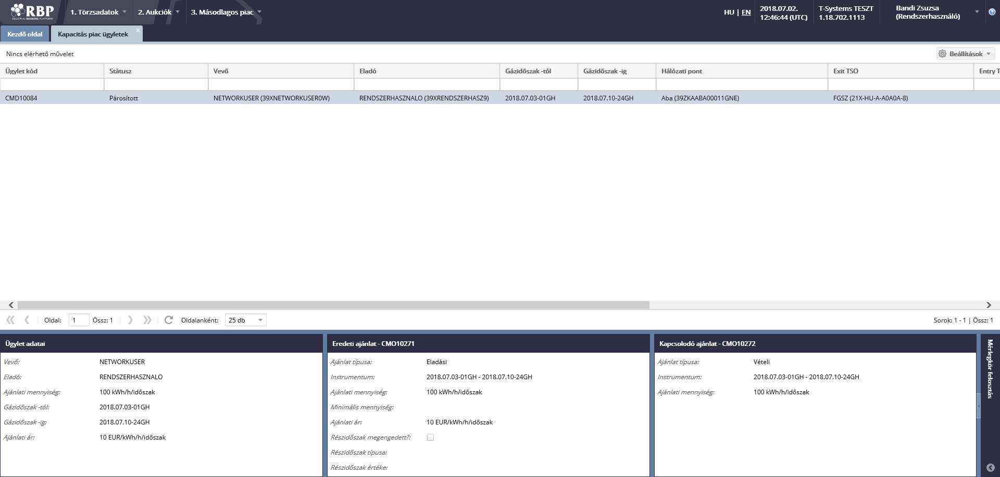 RBP
REGIONAL BOOKING PLATFORM
1. Törzsadatok
2. Aukciók
3. Másodlagos piac
HU | EN
2018.07.02.
12:46:44 (UTC)
T-Systems TESZT
1.18.702.1113
Bandi Zsuzsa
(Rendszerhasználó)
Kezdő oldal
Kapacitás piac ügyletek
Nincs elérhető művelet
Beállítások
Ügylet kód Státusz Vevő Eladó Gázidőszak -tól Gázidőszak -ig Hálózati pont Exit TSO Entry T
CMD10084 Párosított NETWORKUSER (39XNETWORKUSER0W) RENDSZERHASZNALO (39XRENDSZERHASZ9) 2018.07.03-01GH 2018.07.10-24GH Aba (39ZKAABA00011GNE) FGSZ (21X-HU-A-A0A0A-8)
Oldal: 1 Össz: 1 Oldalanként: 25 db
Sorok: 1 - 1 | Össz: 1
Ügylet adatai
Vevő: NETWORKUSER
Eladó: RENDSZERHASZNALO
Ajánlati mennyiség: 100 kWh/h/időszak
Gázidőszak -tól: 2018.07.03-01GH
Gázidőszak -ig: 2018.07.10-24GH
Ajánlati ár: 10 EUR/kWh/h/időszak
Eredeti ajánlat - CMO10271
Ajánlat típusa: Eladási
Instrumentum: 2018.07.03-01GH - 2018.07.10-24GH
Ajánlati mennyiség: 100 kWh/h/időszak
Minimális mennyiség:
Ajánlati ár: 10 EUR/kWh/h/időszak
Részidőszak megengedett?:
Részidőszak típusa:
Részidőszak értéke:
Kapcsolodó ajánlat - CMO10272
Ajánlat típusa: Vételi
Instrumentum: 2018.07.03-01GH - 2018.07.10-24GH
Ajánlati mennyiség: 100 kWh/h/időszak
Mérlegkör felosztás